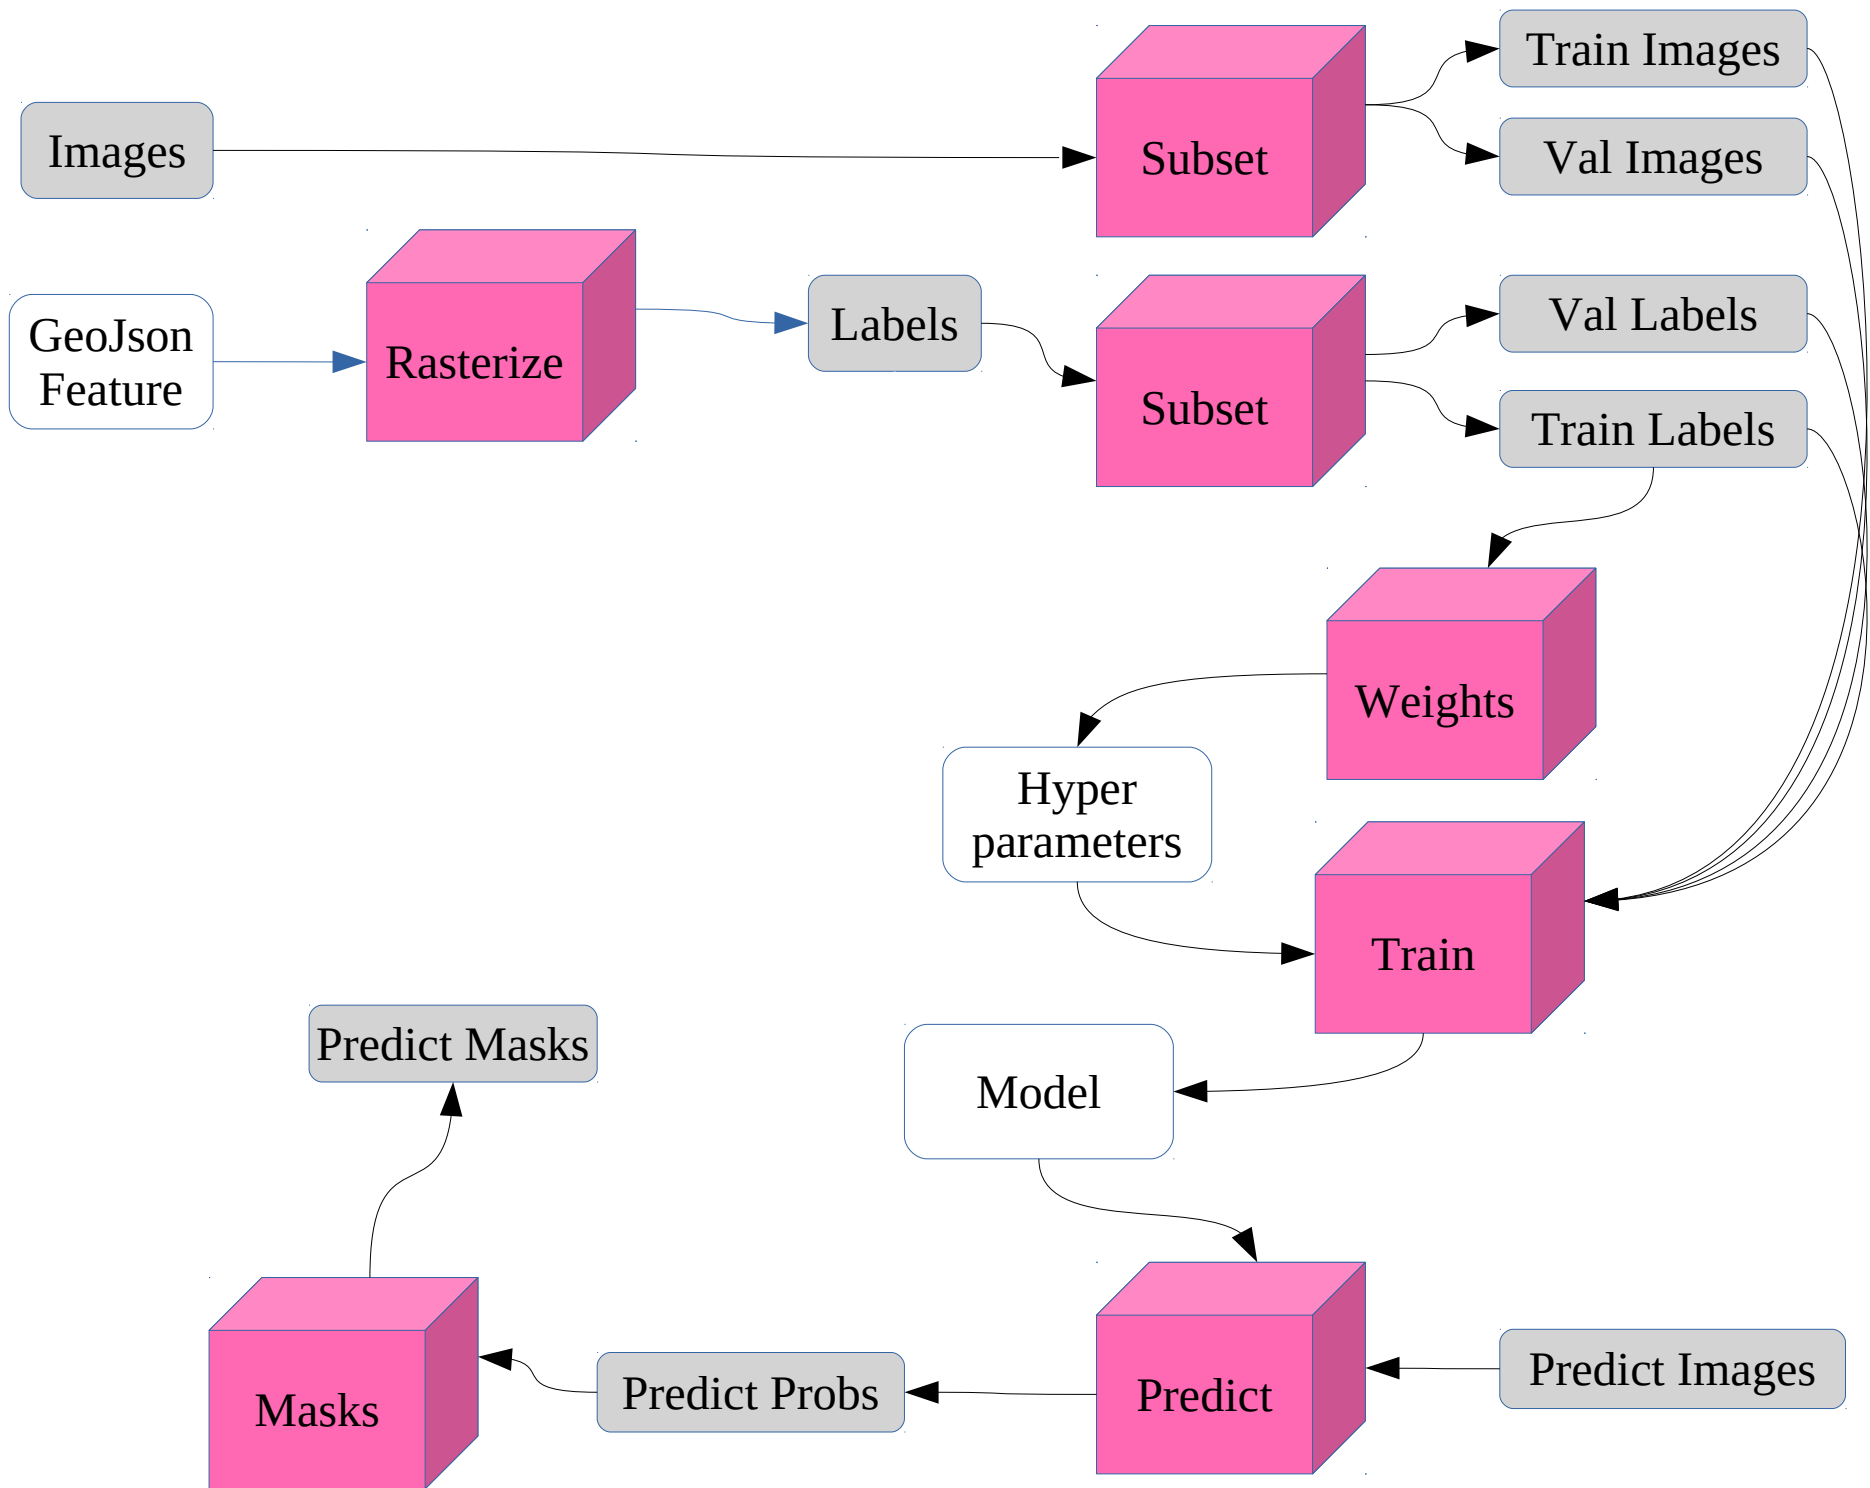 Train Images
Images
Subset
Val Images
GeoJson
Feature
Rasterize
Labels
Subset
Val Labels
Train Labels
Weights
Hyper
parameters
Train
Predict Masks
Model
Masks
Predict Probs
Predict
Predict Images